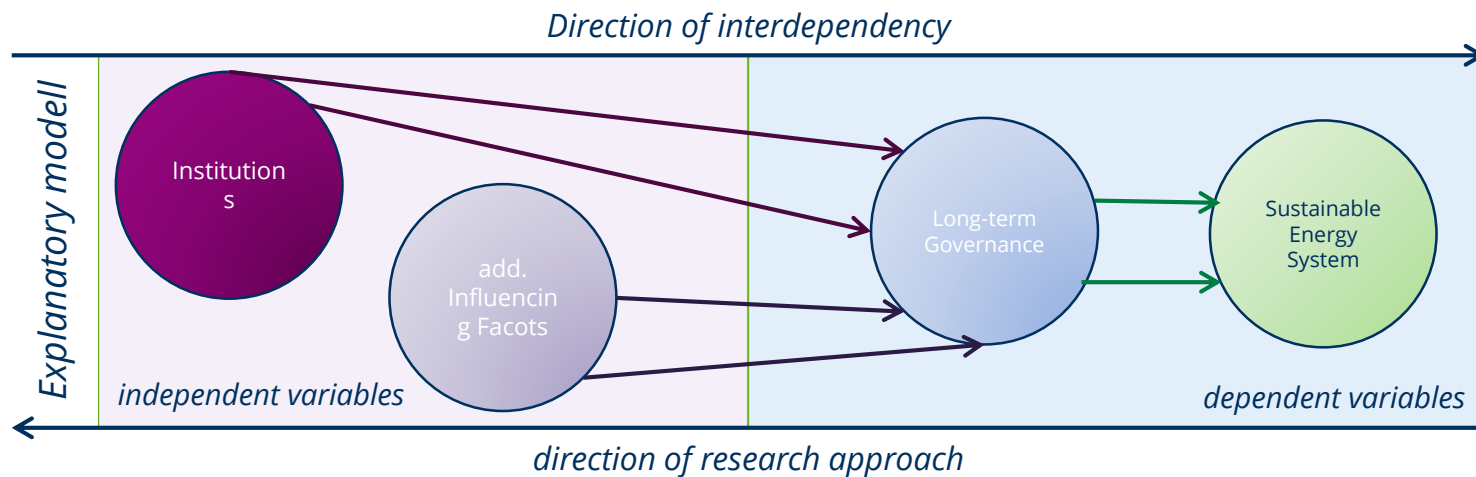 Direction of interdependency
Explanatory modell
Institution
s
add.
Influencin
g Facots
Long-term
Governance
Sustainable
Energy
System
independent variables
dependent variables
direction of research approach